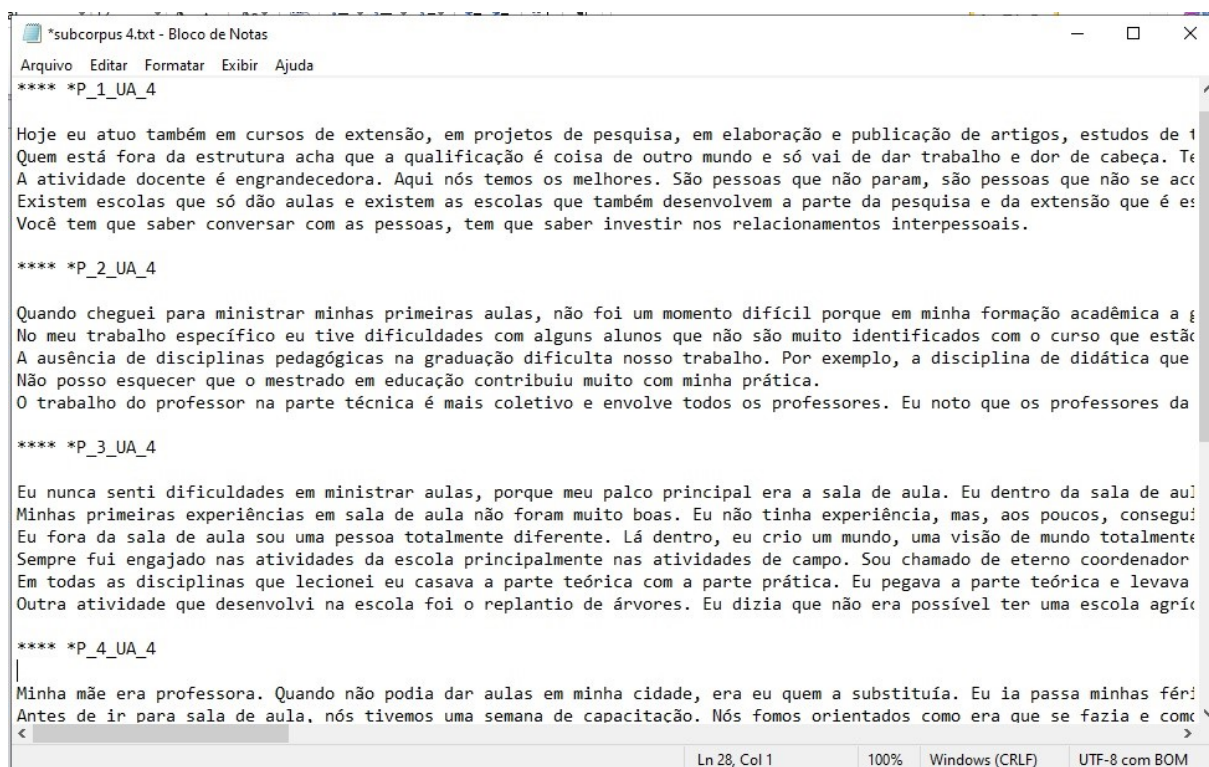 *subcorpus 4.txt - Bloco de Notas
Arquivo Editar Formatar Exibir Ajuda
**** *P_1_UA_4
Hoje eu atuo também em cursos de extensão, em projetos de pesquisa, em elaboração e publicação de artigos, estudos de
Quem está fora da estrutura acha que a qualificação é coisa de outro mundo e só vai de dar trabalho e dor de cabeça.
A atividade docente é engrandecedora. Aqui nós temos os melhores. São pessoas que não param, são pessoas que não se
Existem escolas que só dão aulas e existem as escolas que também desenvolvem a parte da pesquisa e da extensão que é
Você tem que saber conversar com as pessoas, tem que saber investir nos relacionamentos interpessoais.
**** *P_2_UA_4
Quando cheguei para ministrar minhas primeiras aulas, não foi um momento difícil porque em minha formação acadêmica a
No meu trabalho específico eu tive dificuldades com alguns alunos que não são muito identificados com o curso que
A ausência de disciplinas pedagógicas na graduação dificulta nosso trabalho. Por exemplo, a disciplina de didática que
Não posso esquecer que o mestrado em educação contribuiu muito com minha prática.
O trabalho do professor na parte técnica é mais coletivo e envolve todos os professores. Eu noto que os professores da
**** *P_3_UA_4
Eu nunca senti dificuldades em ministrar aulas, porque meu palco principal era a sala de aula. Eu dentro da sala de
Minhas primeiras experiências em sala de aula não foram muito boas. Eu não tinha experiência, mas, aos poucos,
Eu fora da sala de aula sou uma pessoa totalmente diferente. Lá dentro, eu crio um mundo, uma visão de mundo totalmente
Sempre fui engajado nas atividades da escola principalmente nas atividades de campo. Sou chamado de eterno coordenador
Em todas as disciplinas que lecionei eu casava a parte teórica com a parte prática. Eu pegava a parte teórica e levava
Outra atividade que desenvolvi na escola foi o replantio de árvores. Eu dizia que não era possível ter uma escola
**** *P_4_UA_4
Minha mãe era professora. Quando não podia dar aulas em minha cidade, era eu quem a substituía. Eu ia passa minhas
Antes de ir para sala de aula, nós tivemos uma semana de capacitação. Nós fomos orientados como era que se fazia e
Ln 28, Col 1 100% Windows (CRLF) UTF-8 com BOM